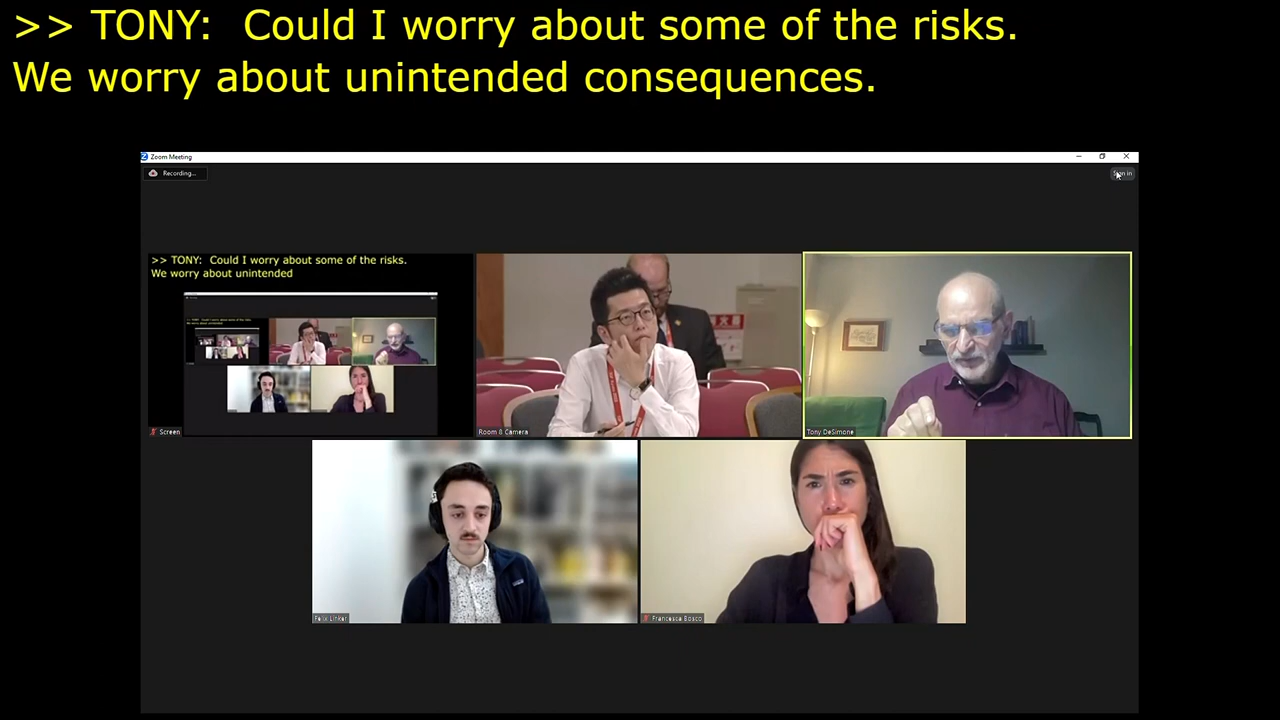 >> TONY:  Could I worry about some of the risks.
We worry about unintended consequences.
Zoom Meeting
Recording...
Sign in
>> TONY:  Could I worry about some of the risks.
We worry about unintended
Screen
Room 8 Camera
Tony DeSimone
Felix Linker
Francesca Bosco